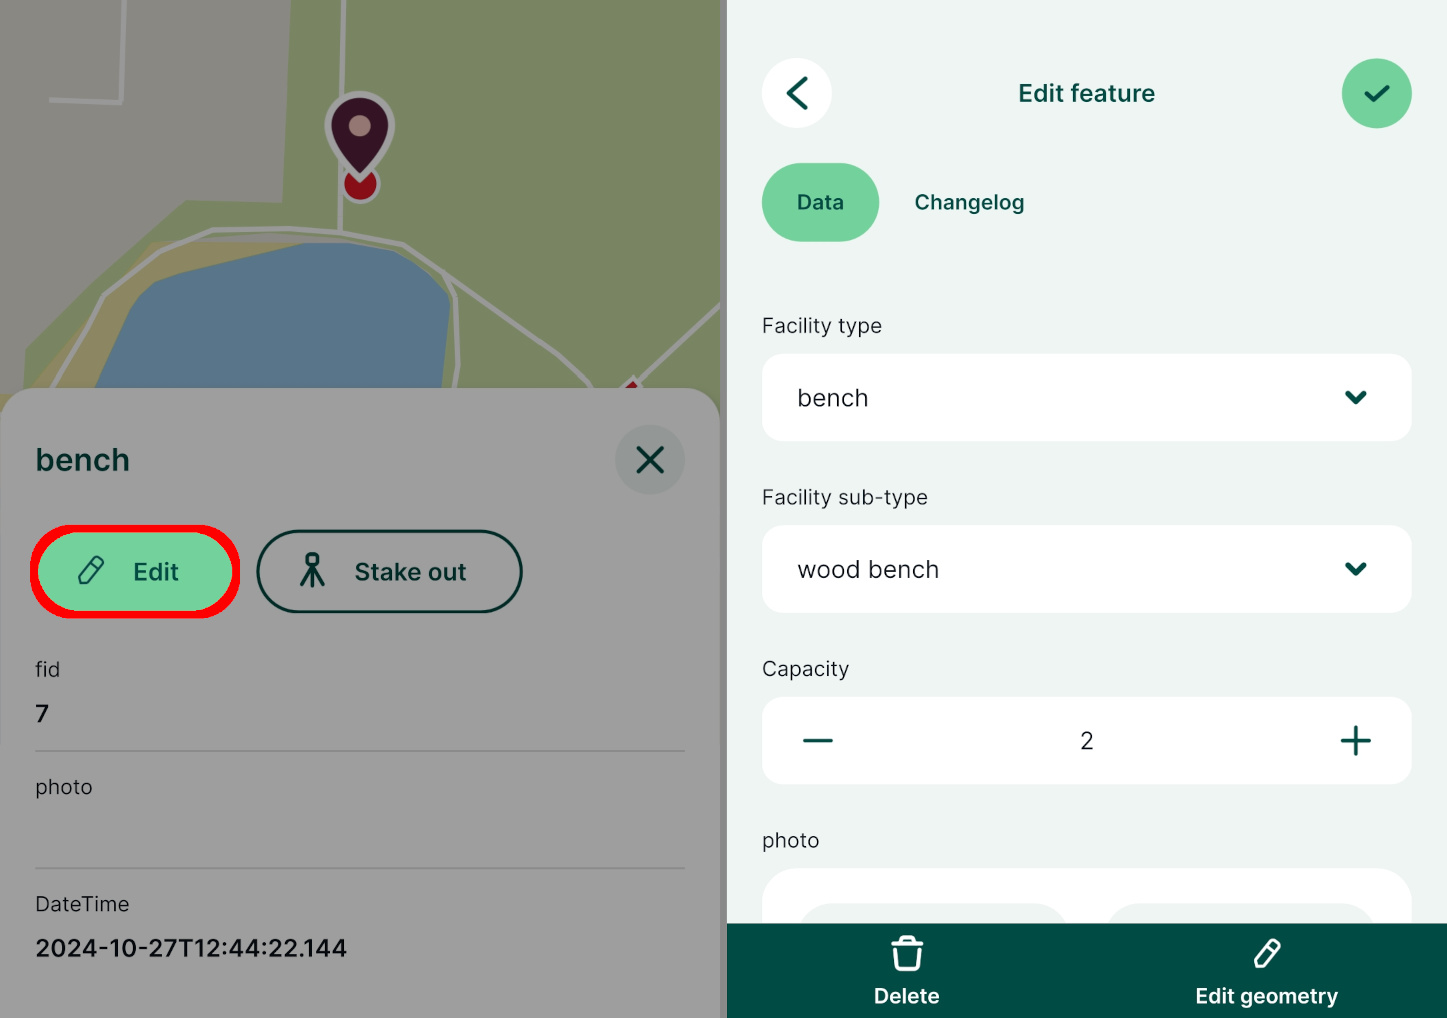 bench
Edit
Stake out
fid
7
photo
DateTime
2024-10-27T12:44:22.144
Edit feature
Data
Changelog
Facility type
bench
Facility sub-type
wood bench
Capacity
2
photo
Delete
Edit geometry